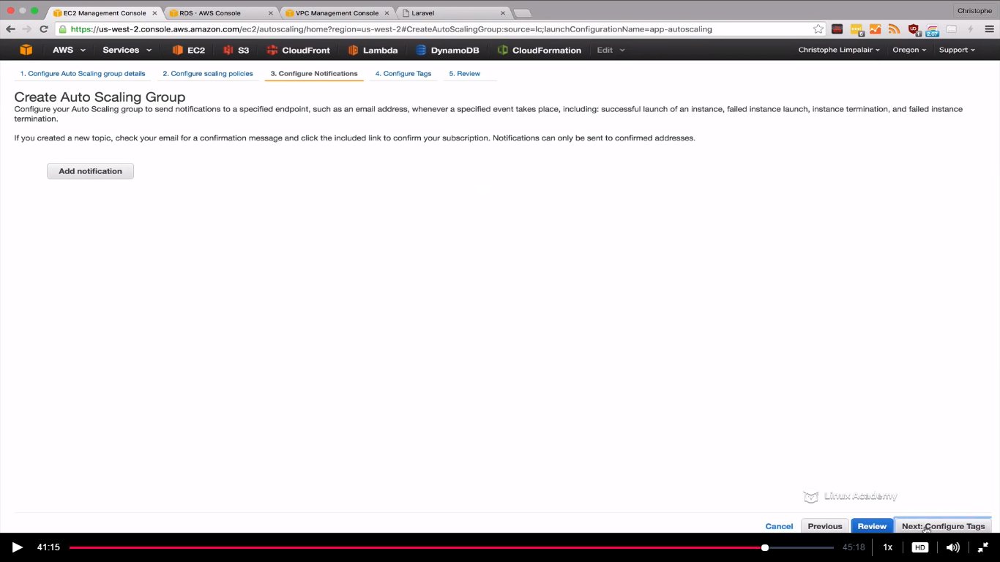 EC2 Management Console
RDS · AWS Console
VPC Management Console
Laravel
Christophe
https://us-west-2.console.aws.amazon.com/ec2/autoscaling/home?region=us-west-2#CreateAutoScalingGroup:source=lc;launchConfigurationName=app-autoscaling
6
1
2.07
AWS
Services
EC2
S3
CloudFront
Lambda
DynamoDB
CloudFormation
Edit
Christophe Limpalair
Oregon
Support
1. Configure Auto Scaling group details
2. Configure scaling policies
3. Configure Notifications
4. Configure Tags
5. Review
Create Auto Scaling Group
Configure your Auto Scaling group to send notifications to a specified endpoint, such as an email address, whenever a specified event takes place, including: successful launch of an instance, failed instance launch, instance termination, and failed instance
termination.
If you created a new topic, check your email for a confirmation message and click the included link to confirm your subscription. Notifications can only be sent to confirmed addresses.
Add notification
Linux Academy
Cancel
Previous
Review
Next: Configure Tags
41:15
45:18
1x
HD